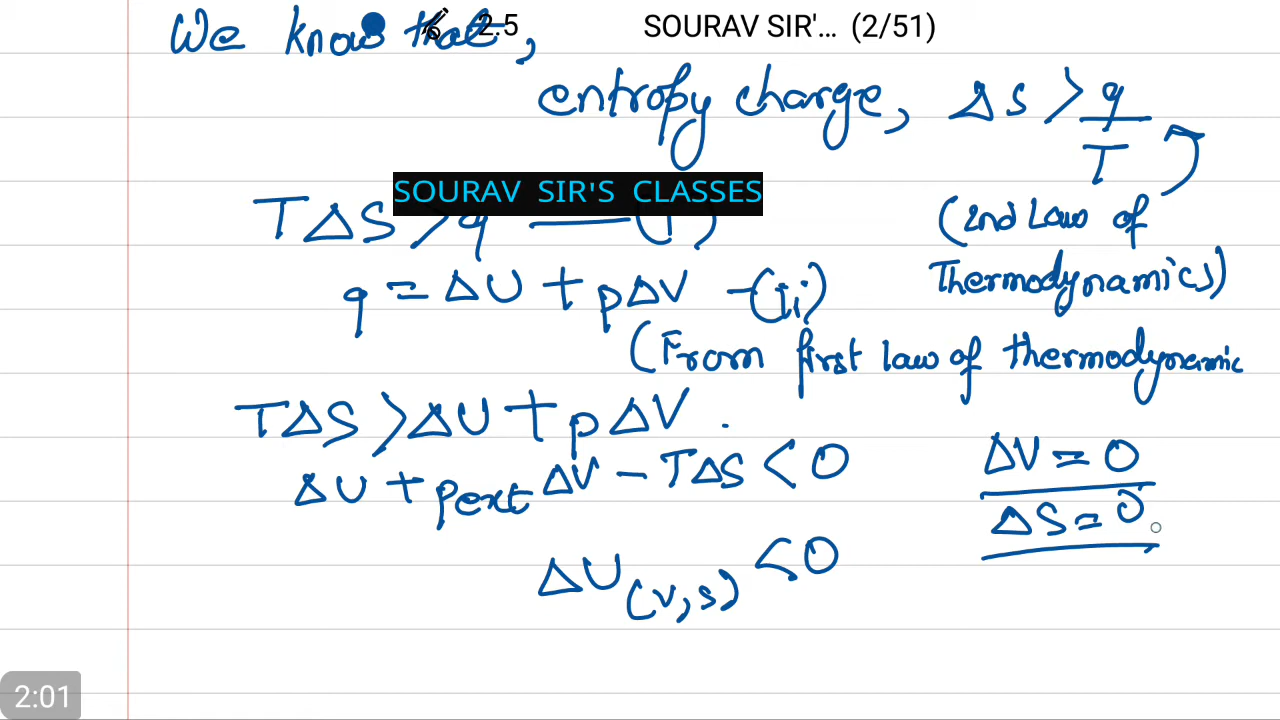 2.5 SOURAV SIR'S... (2/51)
We know that,
entropy charge, Δs > q/T
SOURAV SIR'S CLASSES
TΔS > q —(i)
(2nd Law of
Thermodynamics)
q = ΔU + pΔV -(ii)
(From first law of thermodynamic
TΔS > ΔU + pΔV.
ΔU + pext ΔV - TΔS < 0
ΔV = 0
ΔS = 0
ΔU(v,s) < 0
2:01